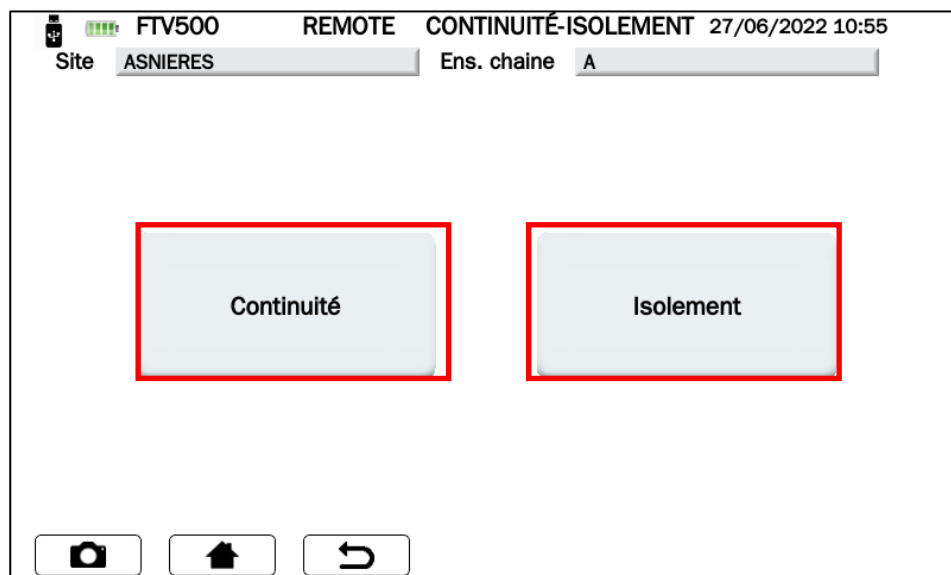 FTV500 REMOTE CONTINUITÉ-ISOLEMENT 27/06/2022 10:55
Site ASNIERES Ens. chaine A
Continuité Isolement